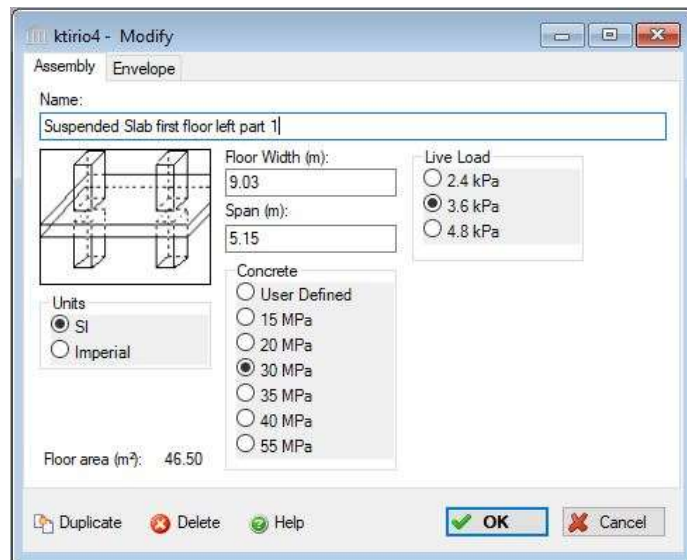 ktirio4 - Modify
Assembly
Envelope
Name:
Suspended Slab first floor left part 1
Floor Width (m):
9.03
Span (m):
5.15
Live Load
2.4 kPa
3.6 kPa
4.8 kPa
Units
SI
Imperial
Concrete
User Defined
15 MPa
20 MPa
30 MPa
35 MPa
40 MPa
55 MPa
Floor area (m²): 46.50
Duplicate
Delete
Help
OK
Cancel